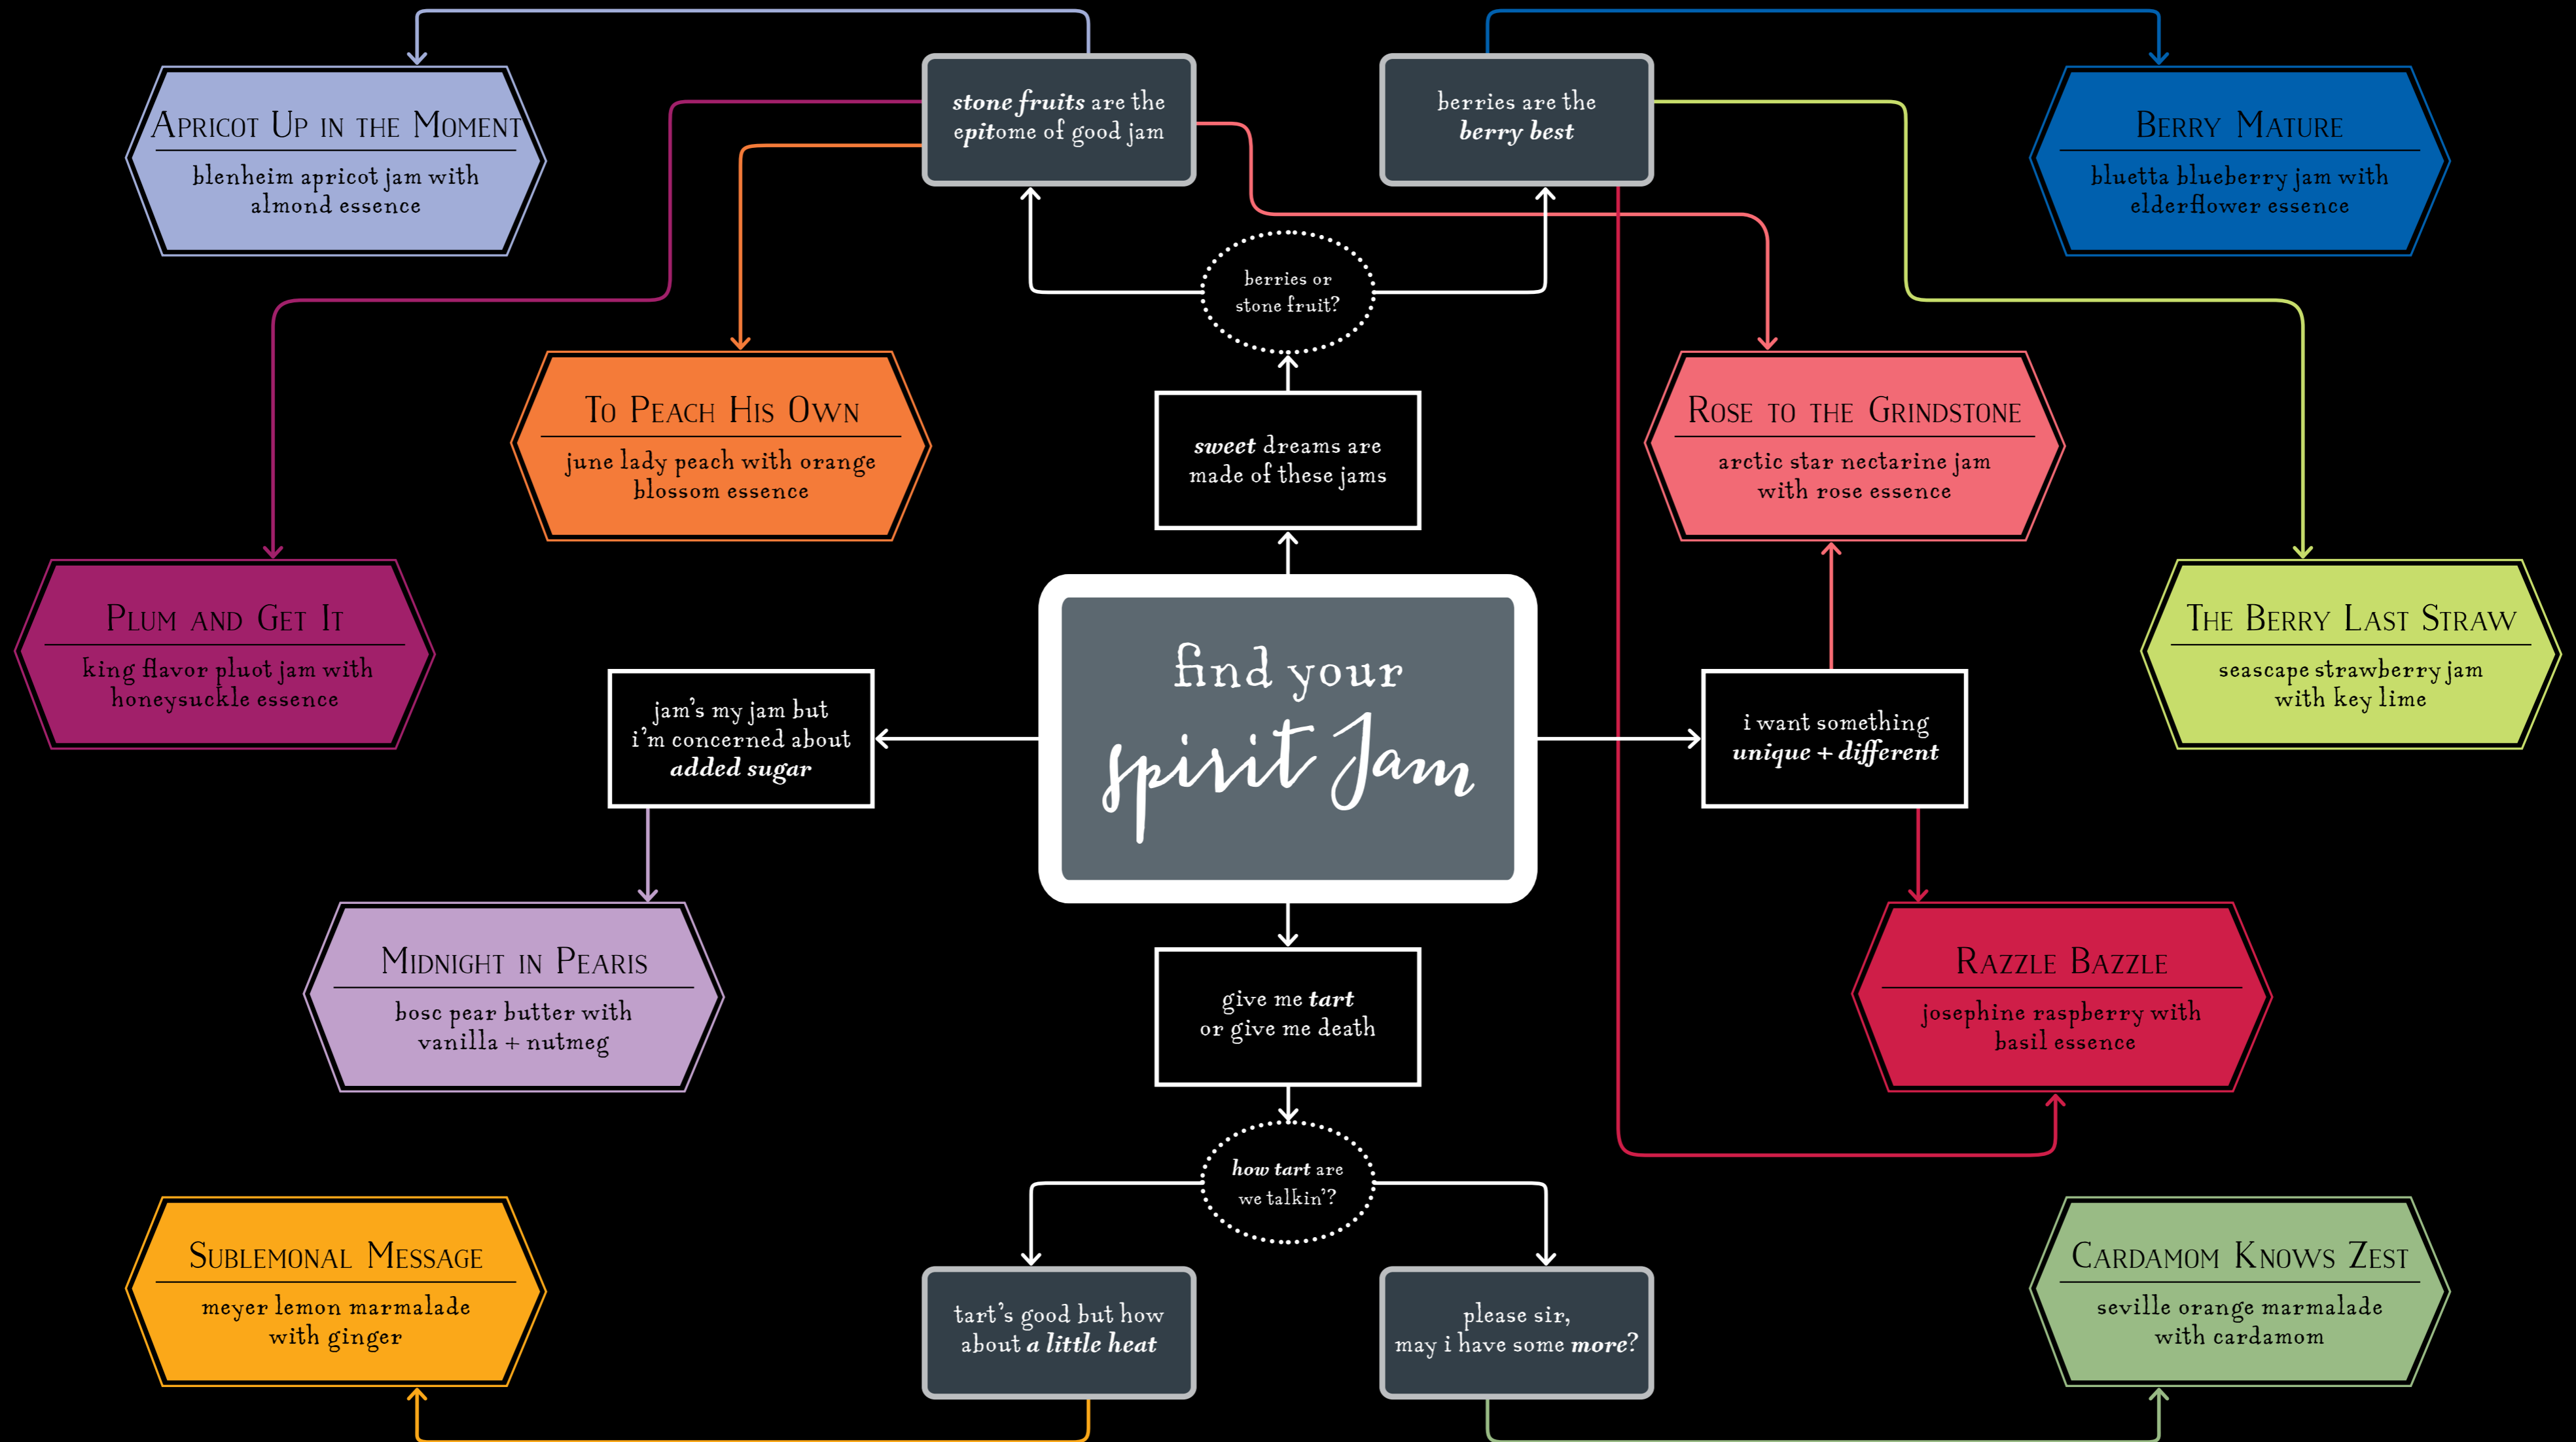 Apricot Up in the Moment
blenheim apricot jam with
almond essence
stone fruits are the
epitome of good jam
berries are the
berry best
Berry Mature
bluetta blueberry jam with
elderflower essence
berries or
stone fruit?
To Peach His Own
june lady peach with orange
blossom essence
sweet dreams are
made of these jams
Rose to the Grindstone
arctic star nectarine jam
with rose essence
Plum and Get It
king flavor pluot jam with
honeysuckle essence
The Berry Last Straw
seascape strawberry jam
with key lime
find your
spirit Jam
jam's my jam but
i'm concerned about
added sugar
i want something
unique + different
Midnight in Pearis
bosc pear butter with
vanilla + nutmeg
give me tart
or give me death
Razzle Bazzle
josephine raspberry with
basil essence
how tart are
we talkin'?
Sublemonal Message
meyer lemon marmalade
with ginger
tart's good but how
about a little heat
please sir,
may i have some more?
Cardamom Knows Zest
seville orange marmalade
with cardamom